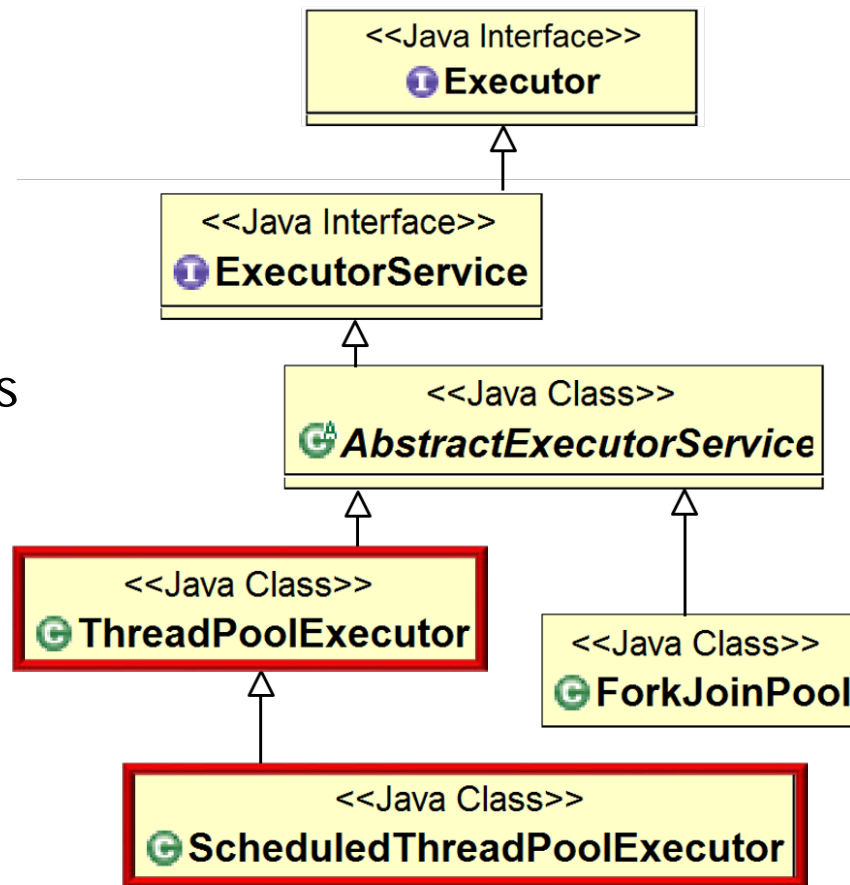 <<Java Interface>>
I Executor
<<Java Interface>>
I ExecutorService
s
<<Java Class>>
C A AbstractExecutorService
<<Java Class>>
C ThreadPoolExecutor
<<Java Class>>
C ForkJoinPool
<<Java Class>>
C ScheduledThreadPoolExecutor